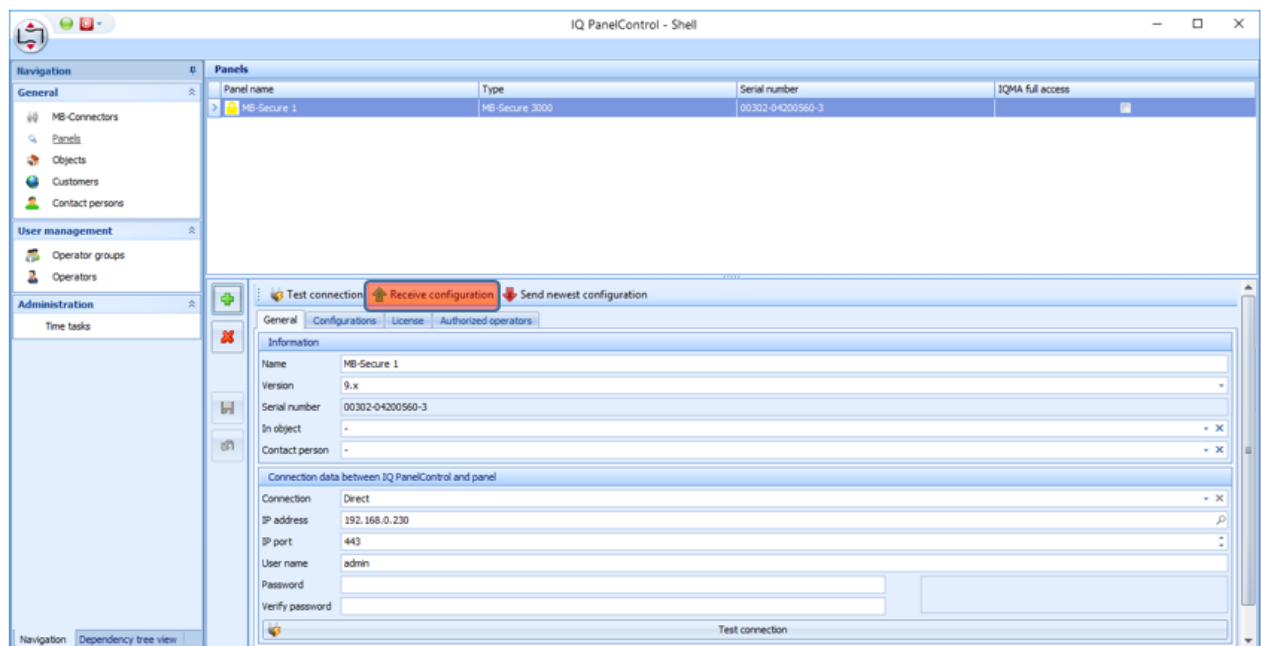 IQ PanelControl - Shell
Navigation
General
MB-Connectors
Panels
Objects
Customers
Contact persons
User management
Operator groups
Operators
Administration
Time tasks
Navigation Dependency tree view
Panels
Panel name Type Serial number IQMA full access
MB-Secure 1 MB-Secure 3000 00302-04200560-3
Test connection Receive configuration Send newest configuration
General Configurations License Authorized operators
Information
Name MB-Secure 1
Version 9.x
Serial number 00302-04200560-3
In object -
Contact person -
Connection data between IQ PanelControl and panel
Connection Direct
IP address 192.168.0.230
IP port 443
User name admin
Password
Verify password
Test connection